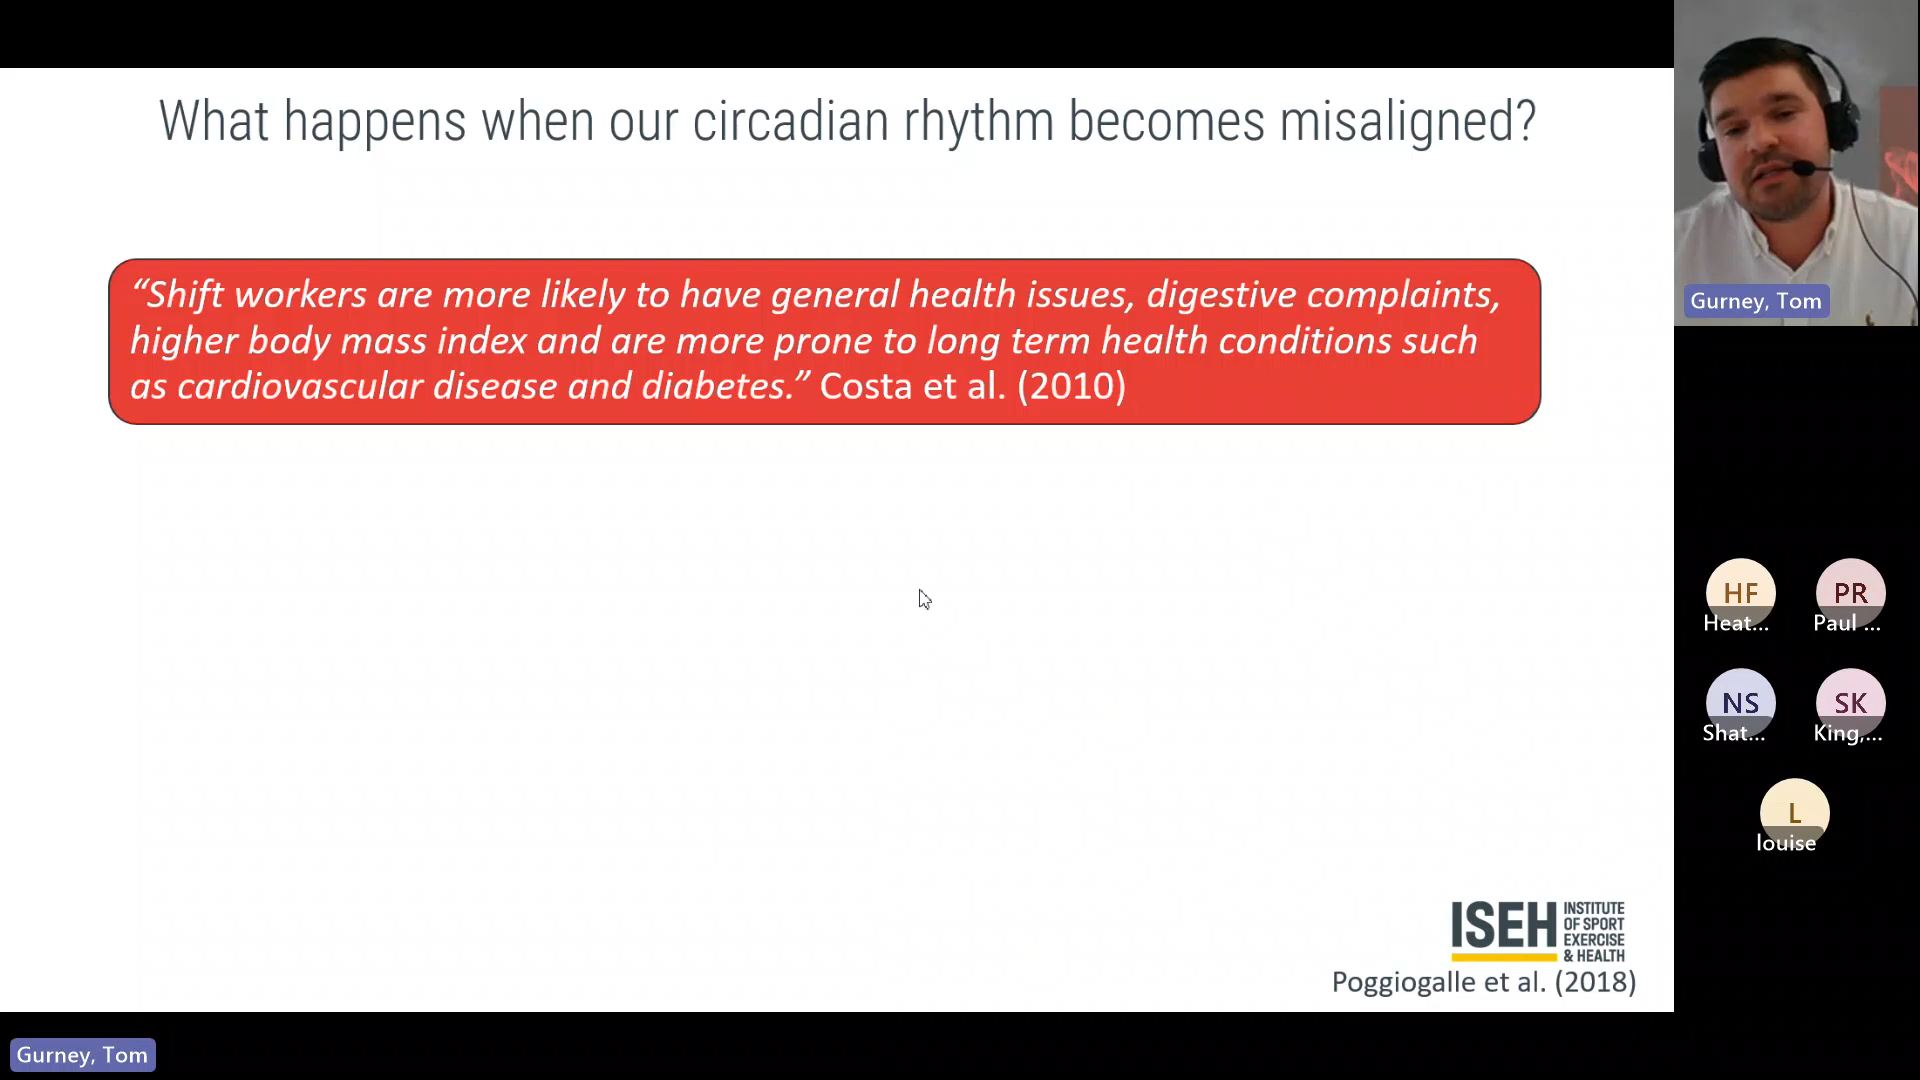 What happens when our circadian rhythm becomes misaligned?
“Shift workers are more likely to have general health issues, digestive complaints,
higher body mass index and are more prone to long term health conditions such
as cardiovascular disease and diabetes.” Costa et al. (2010)
ISEH INSTITUTE
OF SPORT
EXERCISE
& HEALTH
Poggiogalle et al. (2018)
Gurney, Tom
HF
Heat...
PR
Paul ...
NS
Shat...
SK
King,...
L
louise
Gurney, Tom